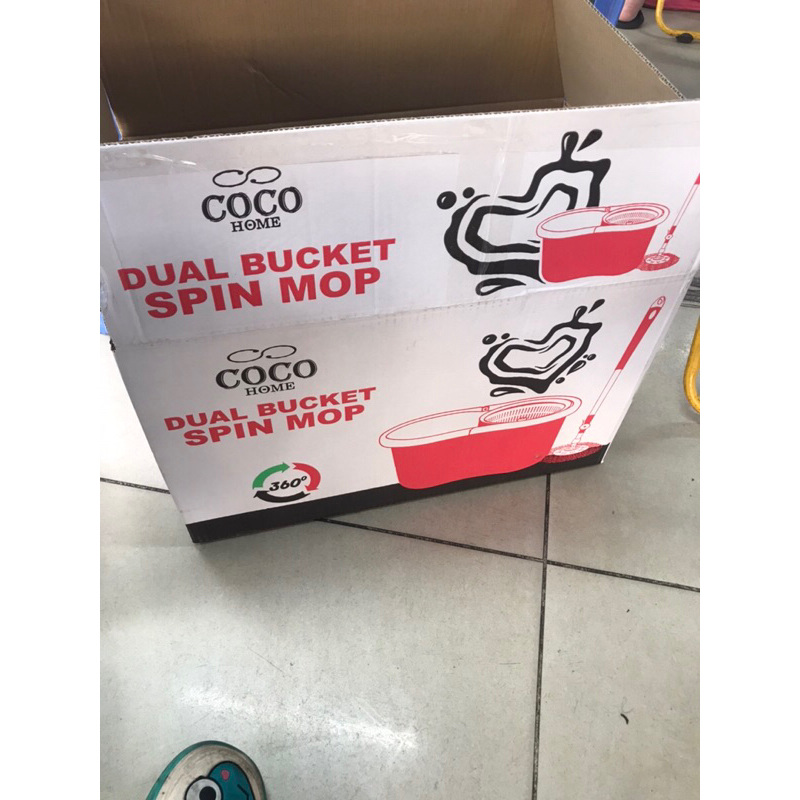 COCO
HOME
DUAL BUCKET
SPIN MOP
COCO
HOME
DUAL BUCKET
SPIN MOP
360°